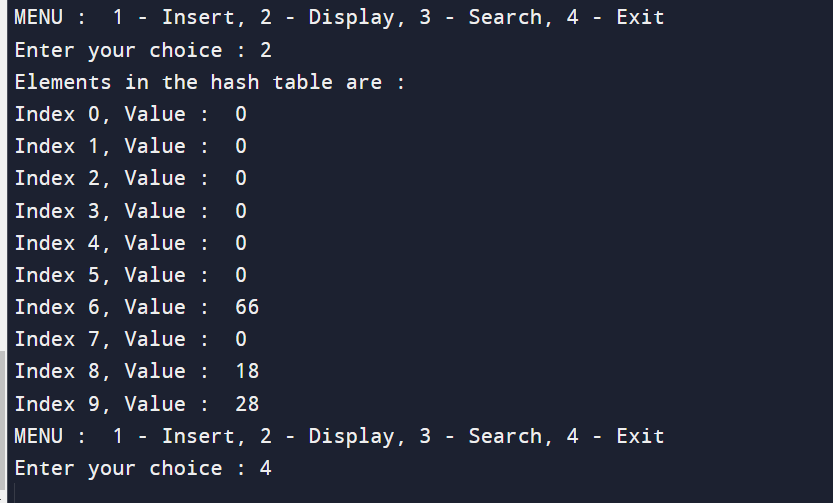 MENU :  1 - Insert, 2 - Display, 3 - Search, 4 - Exit
Enter your choice : 2
Elements in the hash table are :
Index 0, Value :  0
Index 1, Value :  0
Index 2, Value :  0
Index 3, Value :  0
Index 4, Value :  0
Index 5, Value :  0
Index 6, Value :  66
Index 7, Value :  0
Index 8, Value :  18
Index 9, Value :  28
MENU :  1 - Insert, 2 - Display, 3 - Search, 4 - Exit
Enter your choice : 4